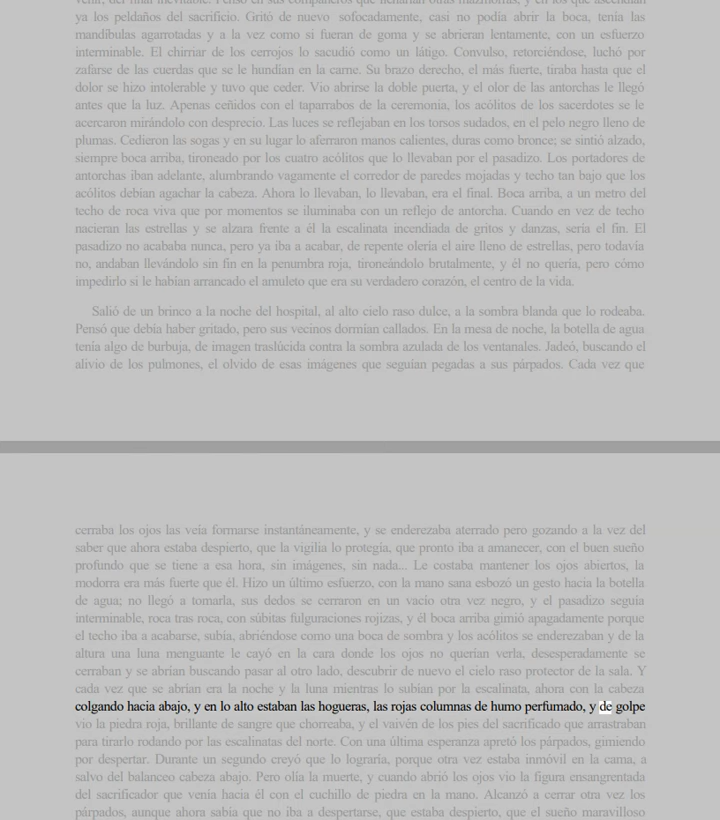 ya los peldaños del sacrificio. Gritó de nuevo sofocadamente, casi no podía abrir la boca, tenía las
mandíbulas agarrotadas y a la vez como si fueran de goma y se abrieran lentamente, con un esfuerzo
interminable. El chirriar de los cerrojos lo sacudió como un látigo. Convulso, retorciéndose, luchó por
zafarse de las cuerdas que se le hundían en la carne. Su brazo derecho, el más fuerte, tiraba hasta que el
dolor se hizo intolerable y tuvo que ceder. Vio abrirse la doble puerta, y el olor de las antorchas le llegó
antes que la luz. Apenas ceñidos con el taparrabos de la ceremonia, los acólitos de los sacerdotes se le
acercaron mirándolo con desprecio. Las luces se reflejaban en los torsos sudados, en el pelo negro lleno de
plumas. Cedieron las sogas y en su lugar lo aferraron manos calientes, duras como bronce; se sintió alzado,
siempre boca arriba, tironeado por los cuatro acólitos que lo llevaban por el pasadizo. Los portadores de
antorchas iban adelante, alumbrando vagamente el corredor de paredes mojadas y techo tan bajo que los
acólitos debían agachar la cabeza. Ahora lo llevaban, lo llevaban, era el final. Boca arriba, a un metro del
techo de roca viva que por momentos se iluminaba con un reflejo de antorcha. Cuando en vez de techo
nacieran las estrellas y se alzara frente a él la escalinata incendiada de gritos y danzas, sería el fin. El
pasadizo no acababa nunca, pero ya iba a acabar, de repente olería el aire lleno de estrellas, pero todavía
no, andaban llevándolo sin fin en la penumbra roja, tironeándolo brutalmente, y él no quería, pero cómo
impedirlo si le habían arrancado el amuleto que era su verdadero corazón, el centro de la vida.
Salió de un brinco a la noche del hospital, al alto cielo raso dulce, a la sombra blanda que lo rodeaba.
Pensó que debía haber gritado, pero sus vecinos dormían callados. En la mesa de noche, la botella de agua
tenía algo de burbuja, de imagen traslúcida contra la sombra azulada de los ventanales. Jadeó, buscando el
alivio de los pulmones, el olvido de esas imágenes que seguían pegadas a sus párpados. Cada vez que
cerraba los ojos las veía formarse instantáneamente, y se enderezaba aterrado pero gozando a la vez del
saber que ahora estaba despierto, que la vigilia lo protegía, que pronto iba a amanecer, con el buen sueño
profundo que se tiene a esa hora, sin imágenes, sin nada... Le costaba mantener los ojos abiertos, la
modorra era más fuerte que él. Hizo un último esfuerzo, con la mano sana esbozó un gesto hacia la botella
de agua; no llegó a tomarla, sus dedos se cerraron en un vacío otra vez negro, y el pasadizo seguía
interminable, roca tras roca, con súbitas fulguraciones rojizas, y él boca arriba gimió apagadamente porque
el techo iba a acabarse, subía, abriéndose como una boca de sombra y los acólitos se enderezaban y de la
altura una luna menguante le cayó en la cara donde los ojos no querían verla, desesperadamente se
cerraban y se abrían buscando pasar al otro lado, descubrir de nuevo el cielo raso protector de la sala. Y
cada vez que se abrían era la noche y la luna mientras lo subían por la escalinata, ahora con la cabeza
colgando hacia abajo, y en lo alto estaban las hogueras, las rojas columnas de humo perfumado, y de golpe
vio la piedra roja, brillante de sangre que chorreaba, y el vaivén de los pies del sacrificado que arrastraban
para tirarlo rodando por las escalinatas del norte. Con una última esperanza apretó los párpados, gimiendo
por despertar. Durante un segundo creyó que lo lograría, porque otra vez estaba inmóvil en la cama, a
salvo del balanceo cabeza abajo. Pero olía la muerte, y cuando abrió los ojos vio la figura ensangrentada
del sacrificador que venía hacia él con el cuchillo de piedra en la mano. Alcanzó a cerrar otra vez los
párpados, aunque ahora sabía que no iba a despertarse, que estaba despierto, que el sueño maravilloso